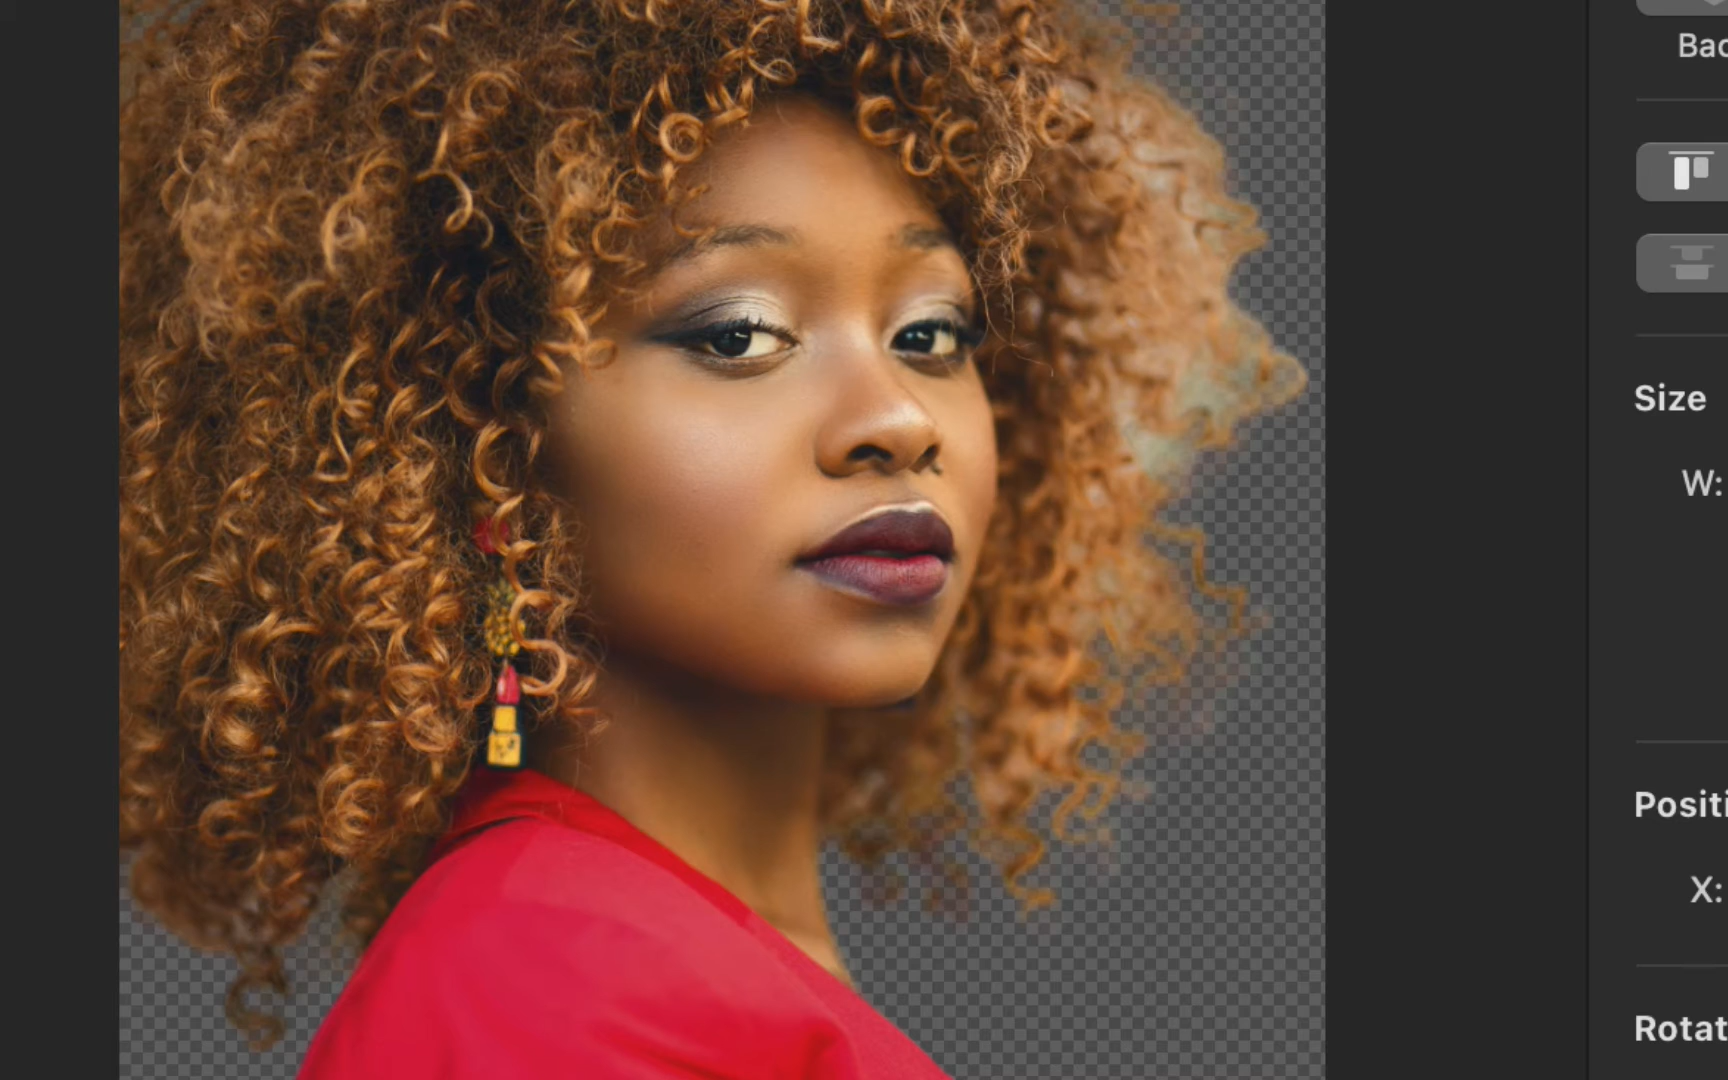 Bac
Size
W:
Positi
X:
Rotat